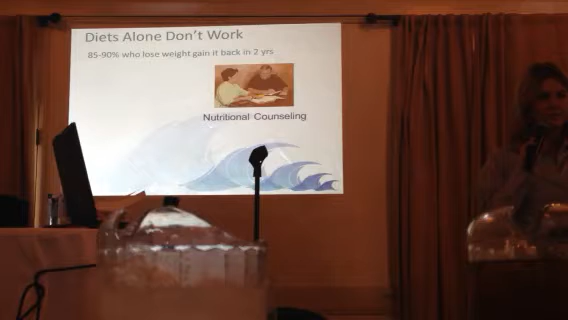 Diets Alone Don't Work
85-90% who lose weight gain it back in 2 yrs
Nutritional Counseling